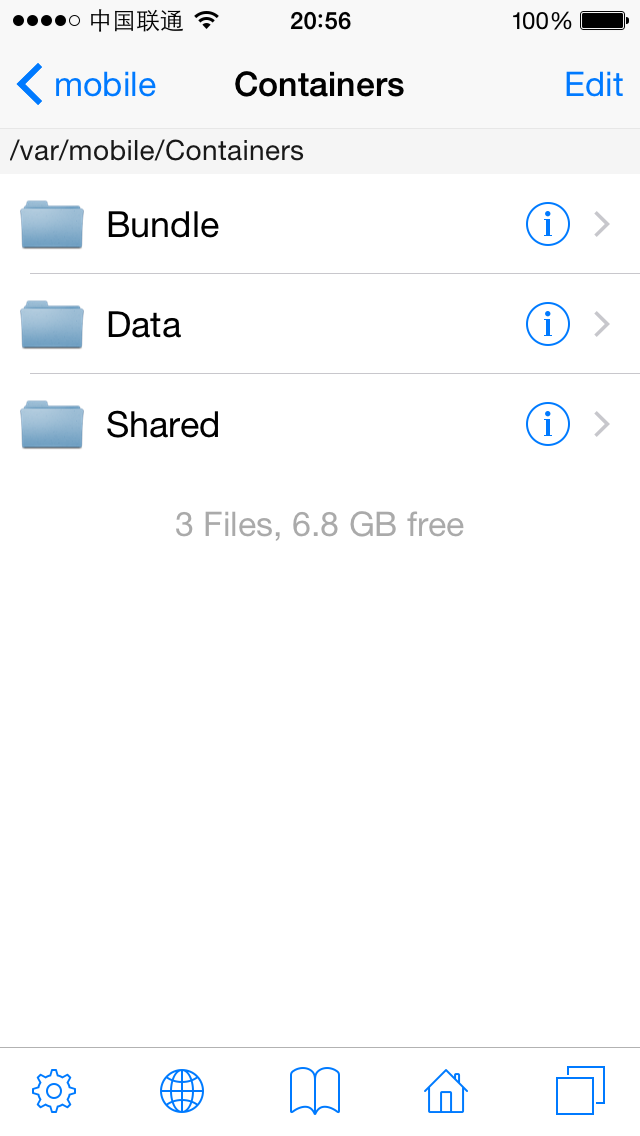 中国联通 20:56 100%
mobile Containers Edit
/var/mobile/Containers
Bundle
Data
Shared
3 Files, 6.8 GB free